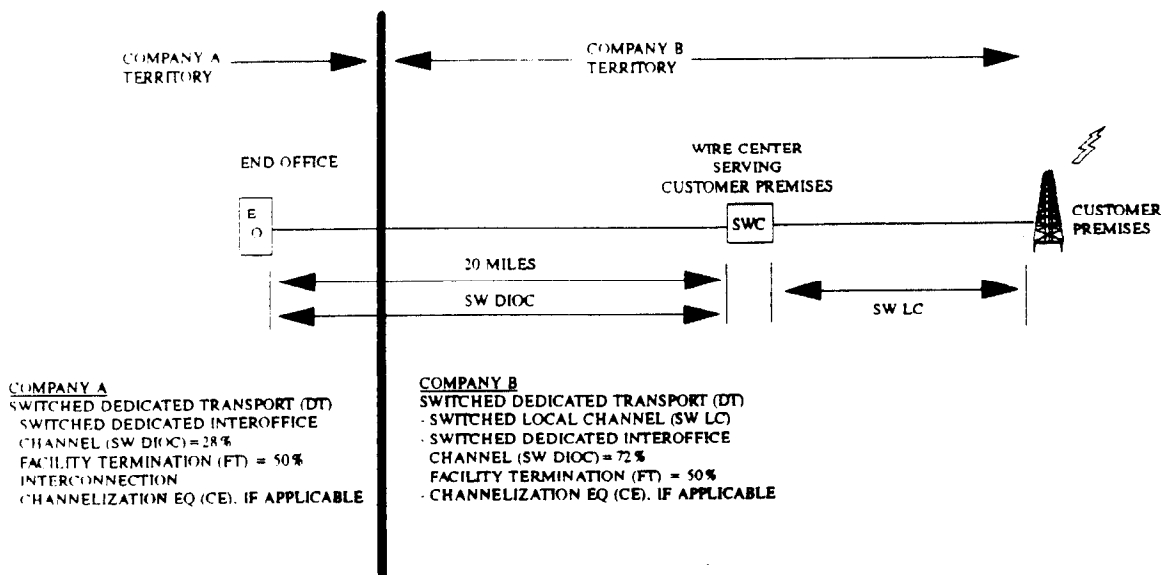 COMPANY A
TERRITORY
COMPANY B
TERRITORY
END OFFICE
WIRE CENTER
SERVING
CUSTOMER PREMISES
E
O
SWC
CUSTOMER
PREMISES
20 MILES
SW DIOC
SW LC
COMPANY A
SWITCHED DEDICATED TRANSPORT (DT)
SWITCHED DEDICATED INTEROFFICE
CHANNEL (SW DIOC) = 28%
FACILITY TERMINATION (FT) = 50%
INTERCONNECTION
CHANNELIZATION EQ (CE), IF APPLICABLE
COMPANY B
SWITCHED DEDICATED TRANSPORT (DT)
- SWITCHED LOCAL CHANNEL (SW LC)
- SWITCHED DEDICATED INTEROFFICE
CHANNEL (SW DIOC) = 72%
FACILITY TERMINATION (FT) = 50%
- CHANNELIZATION EQ (CE), IF APPLICABLE